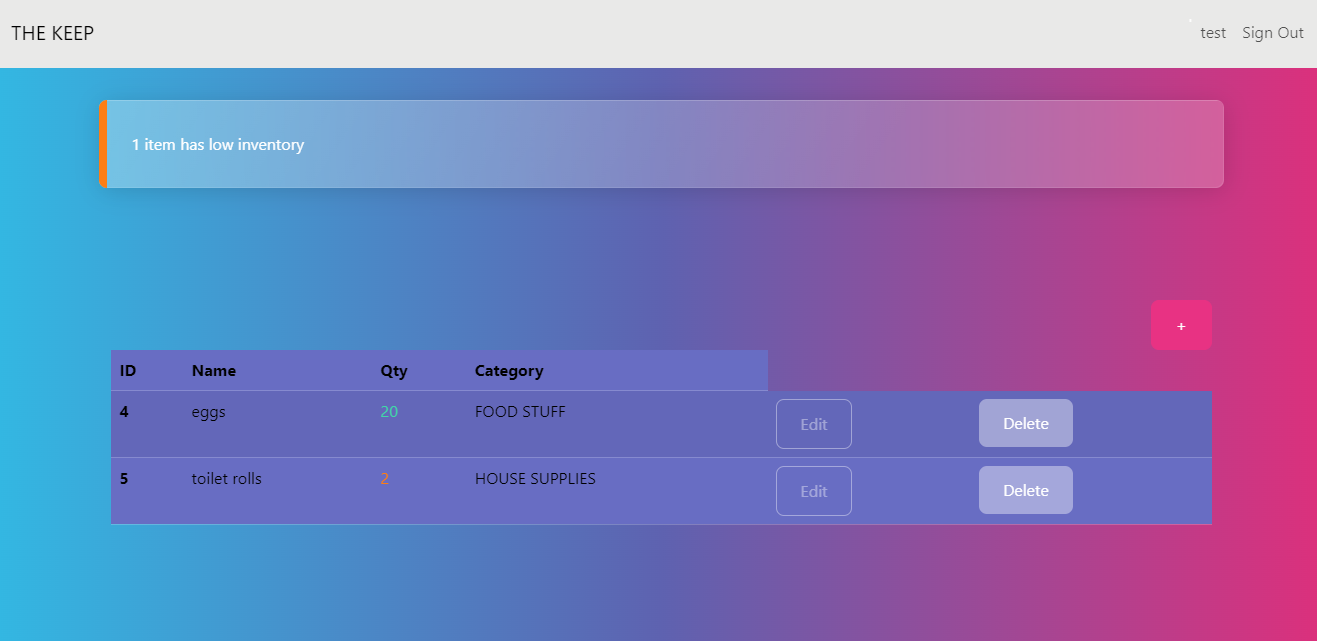 THE KEEP test Sign Out
1 item has low inventory
+
ID Name Qty Category
4 eggs 20 FOOD STUFF Edit Delete
5 toilet rolls 2 HOUSE SUPPLIES Edit Delete